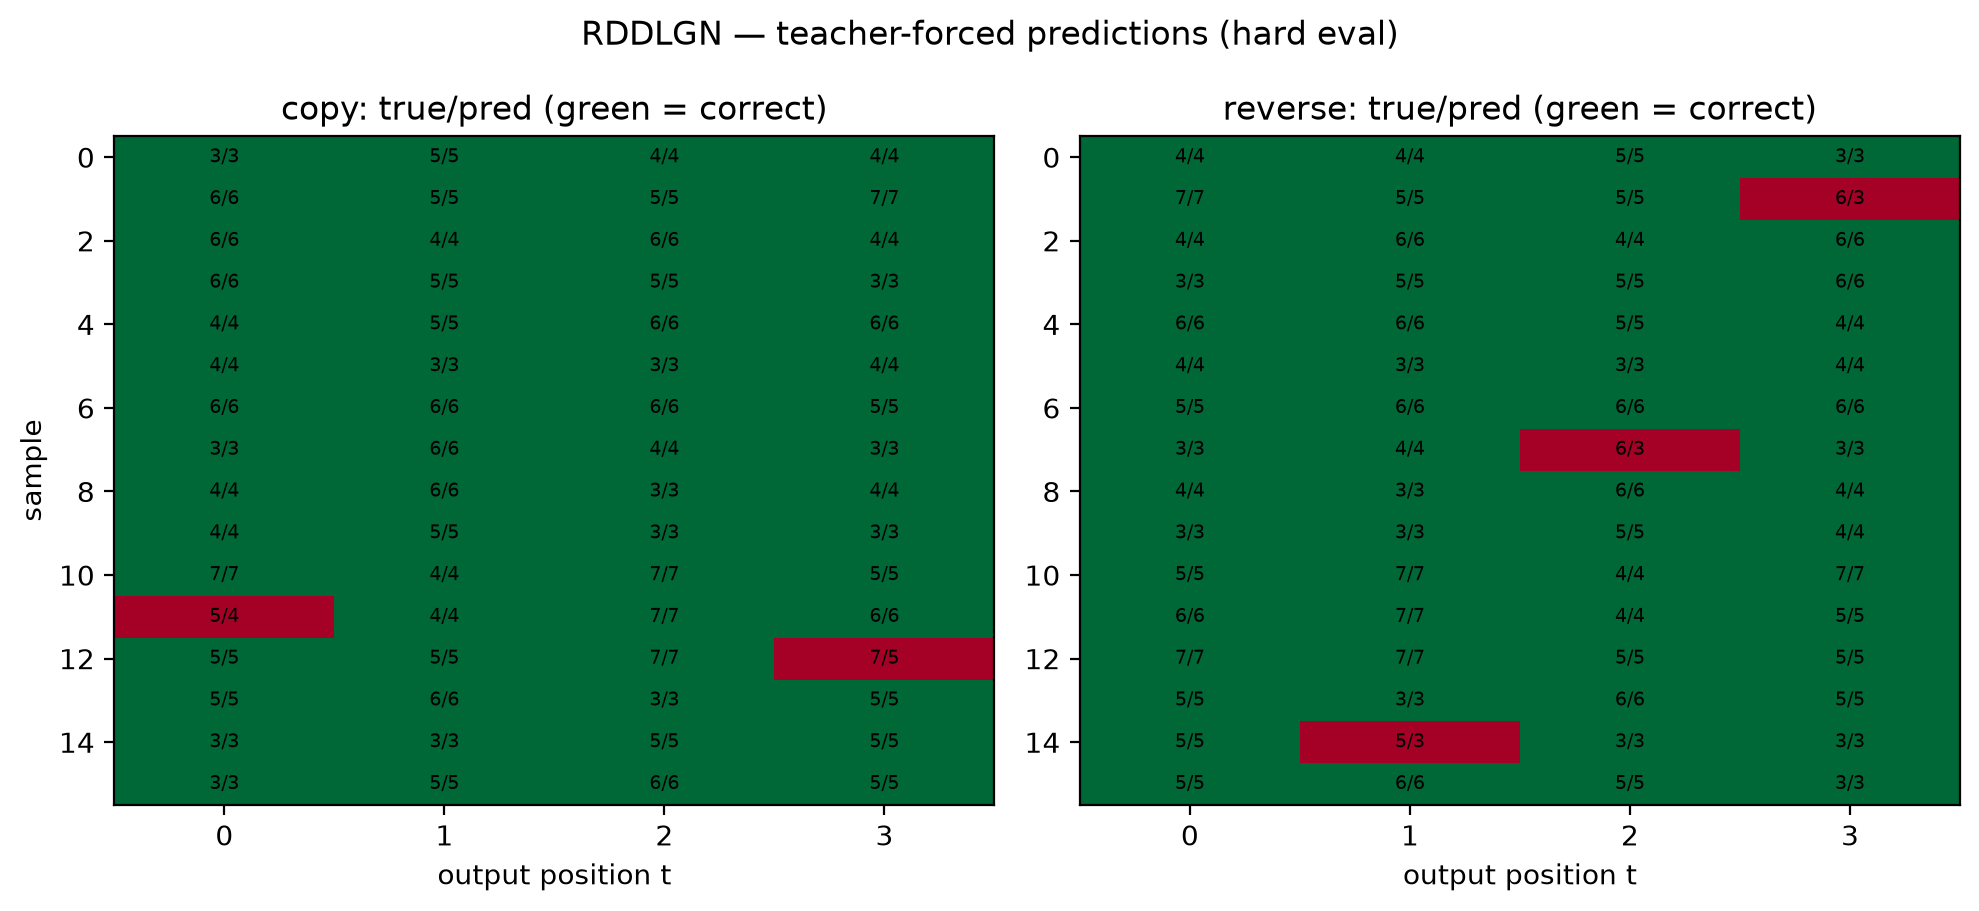 RDDLGN — teacher-forced predictions (hard eval)
copy: true/pred (green = correct)
0 3/3 5/5 4/4 4/4
6/6 5/5 5/5 7/7
2 6/6 4/4 6/6 4/4
6/6 5/5 5/5 3/3
4 4/4 5/5 6/6 6/6
4/4 3/3 3/3 4/4
6 6/6 6/6 6/6 5/5
3/3 6/6 4/4 3/3
8 4/4 6/6 3/3 4/4
4/4 5/5 3/3 3/3
10 7/7 4/4 7/7 5/5
5/4 4/4 7/7 6/6
12 5/5 5/5 7/7 7/5
5/5 6/6 3/3 5/5
14 3/3 3/3 5/5 5/5
3/3 5/5 6/6 5/5
0 1 2 3
output position t
sample
reverse: true/pred (green = correct)
0 4/4 4/4 5/5 3/3
7/7 5/5 5/5 6/3
2 4/4 6/6 4/4 6/6
3/3 5/5 5/5 6/6
4 6/6 6/6 5/5 4/4
4/4 3/3 3/3 4/4
6 5/5 6/6 6/6 6/6
3/3 4/4 6/3 3/3
8 4/4 3/3 6/6 4/4
3/3 3/3 5/5 4/4
10 5/5 7/7 4/4 7/7
6/6 7/7 4/4 5/5
12 7/7 7/7 5/5 5/5
5/5 3/3 6/6 5/5
14 5/5 5/3 3/3 3/3
5/5 6/6 5/5 3/3
0 1 2 3
output position t